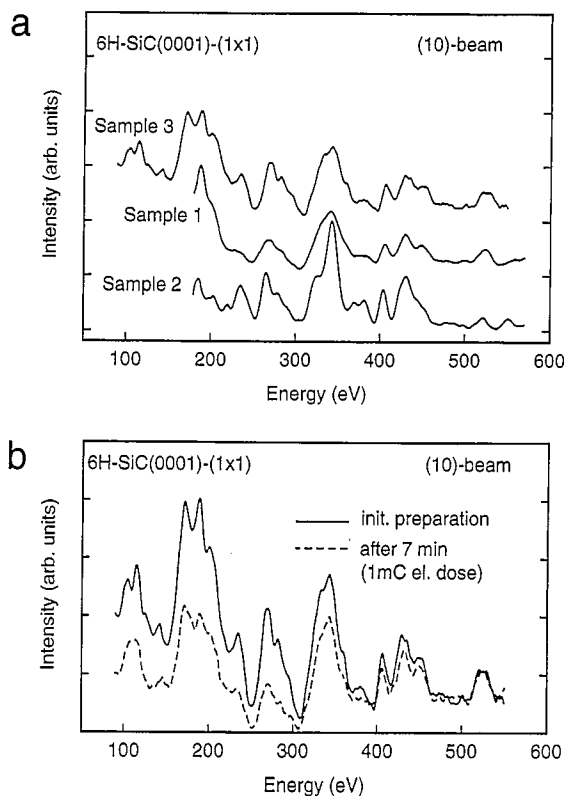 a
6H-SiC(0001)-(1x1)
(10)-beam
Sample 3
Sample 1
Sample 2
Intensity (arb. units)
100 200 300 400 500 600
Energy (eV)
b
6H-SiC(0001)-(1x1)
(10)-beam
init. preparation
after 7 min
(1mC el. dose)
Intensity (arb. units)
100 200 300 400 500 600
Energy (eV)